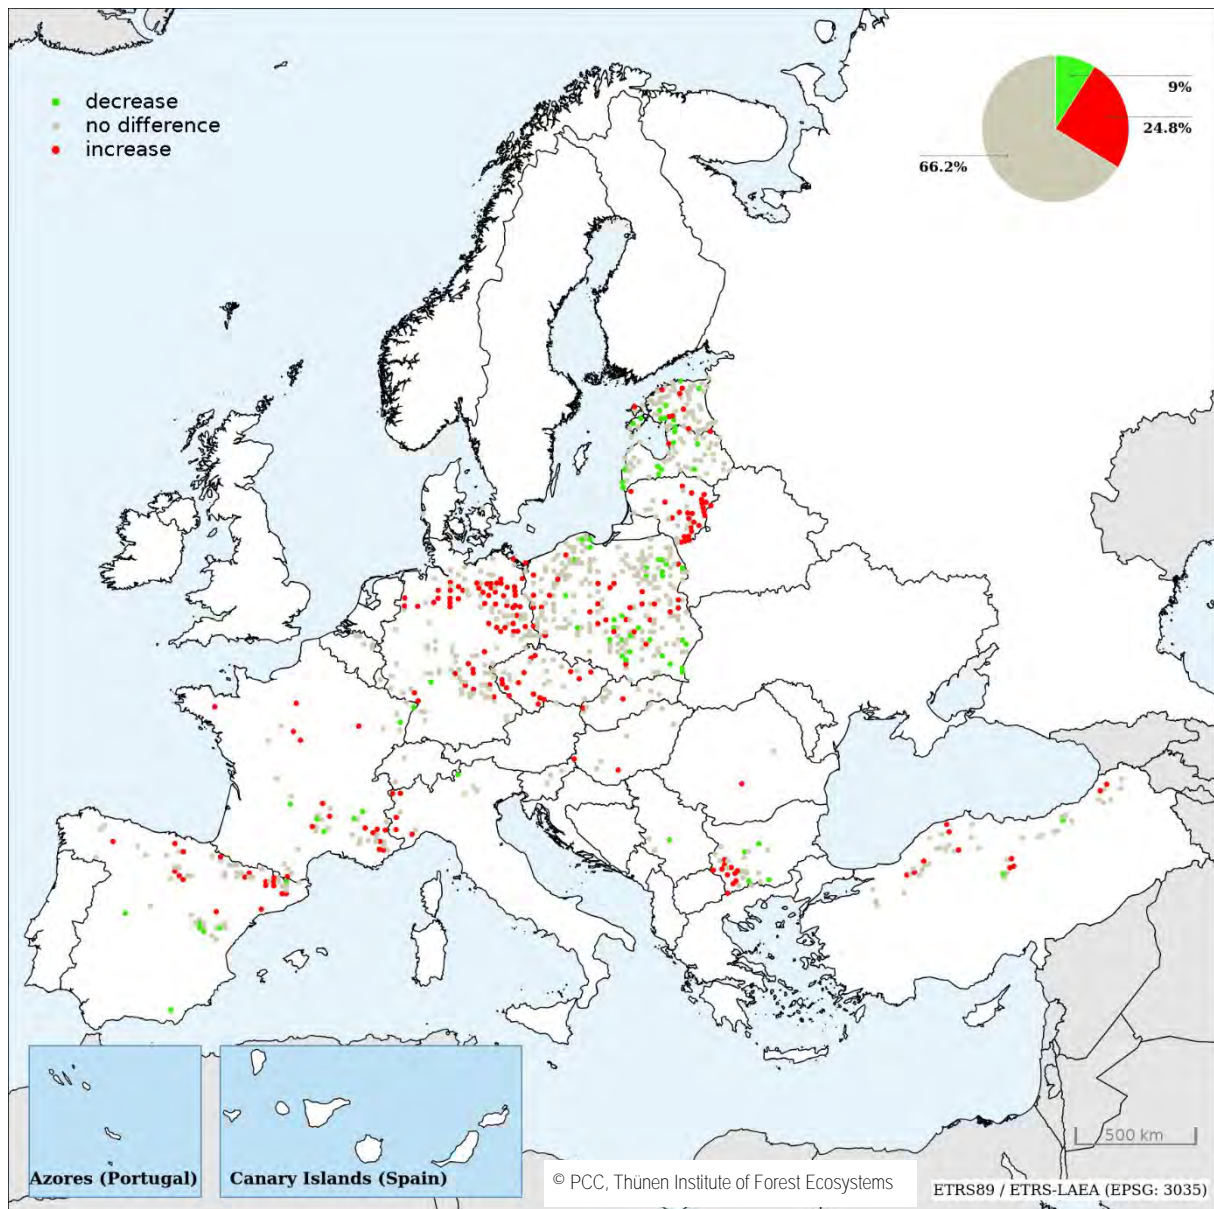 decrease
no difference
increase
9%
24.8%
66.2%
500 km
Azores (Portugal)
Canary Islands (Spain)
© PCC, Thünen Institute of Forest Ecosystems
ETRS89 / ETRS-LAEA (EPSG: 3035)